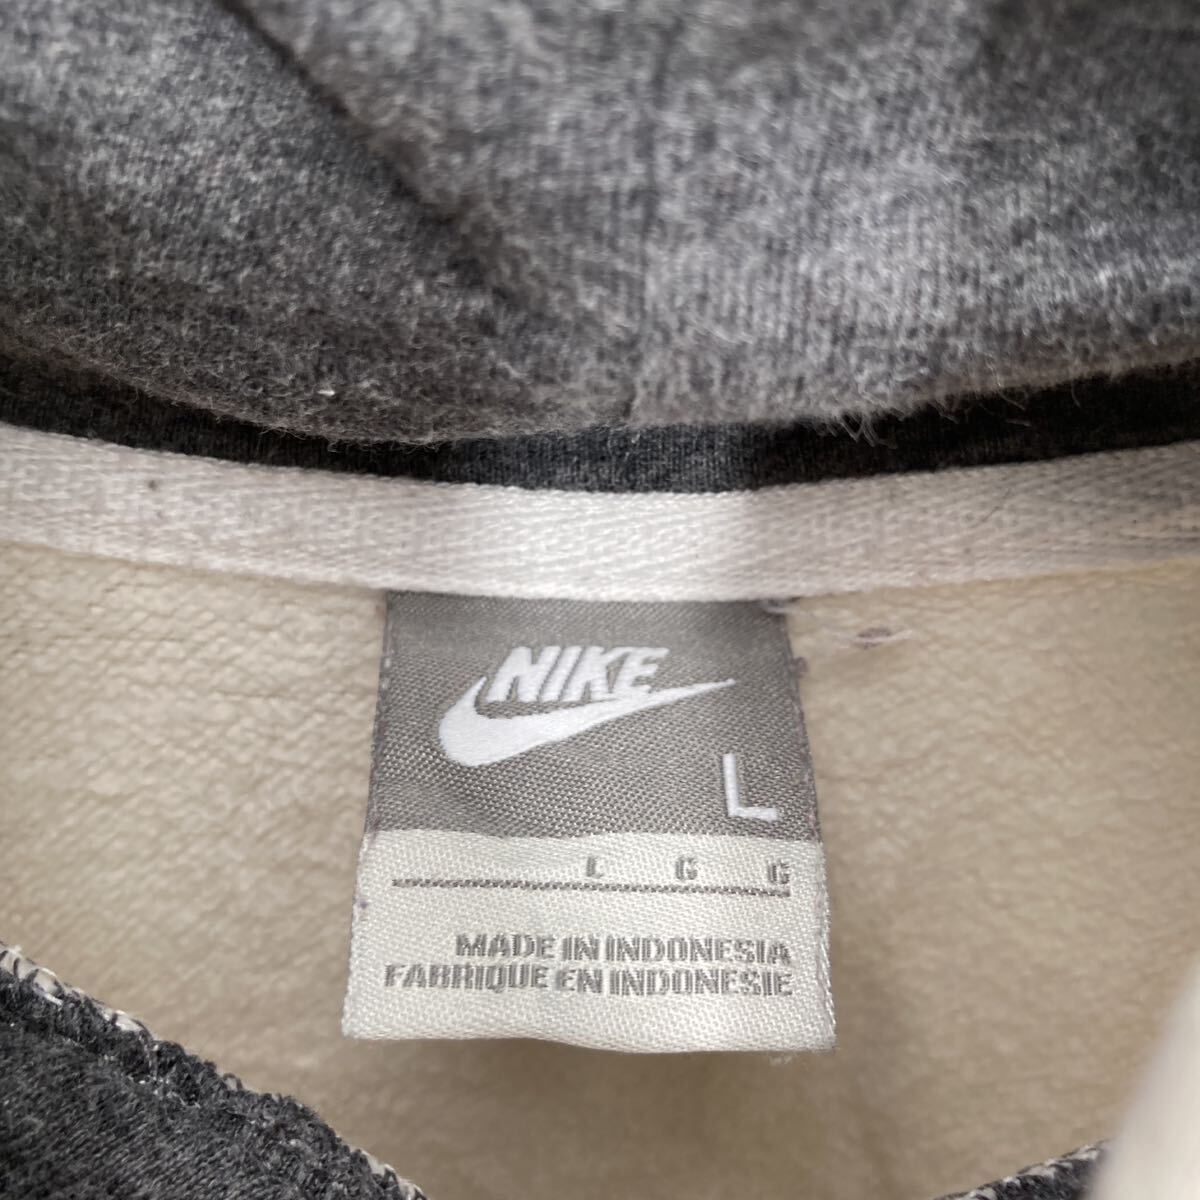 NIKE
L
L G G
MADE IN INDONESIA
FABRIQUE EN INDONESIE